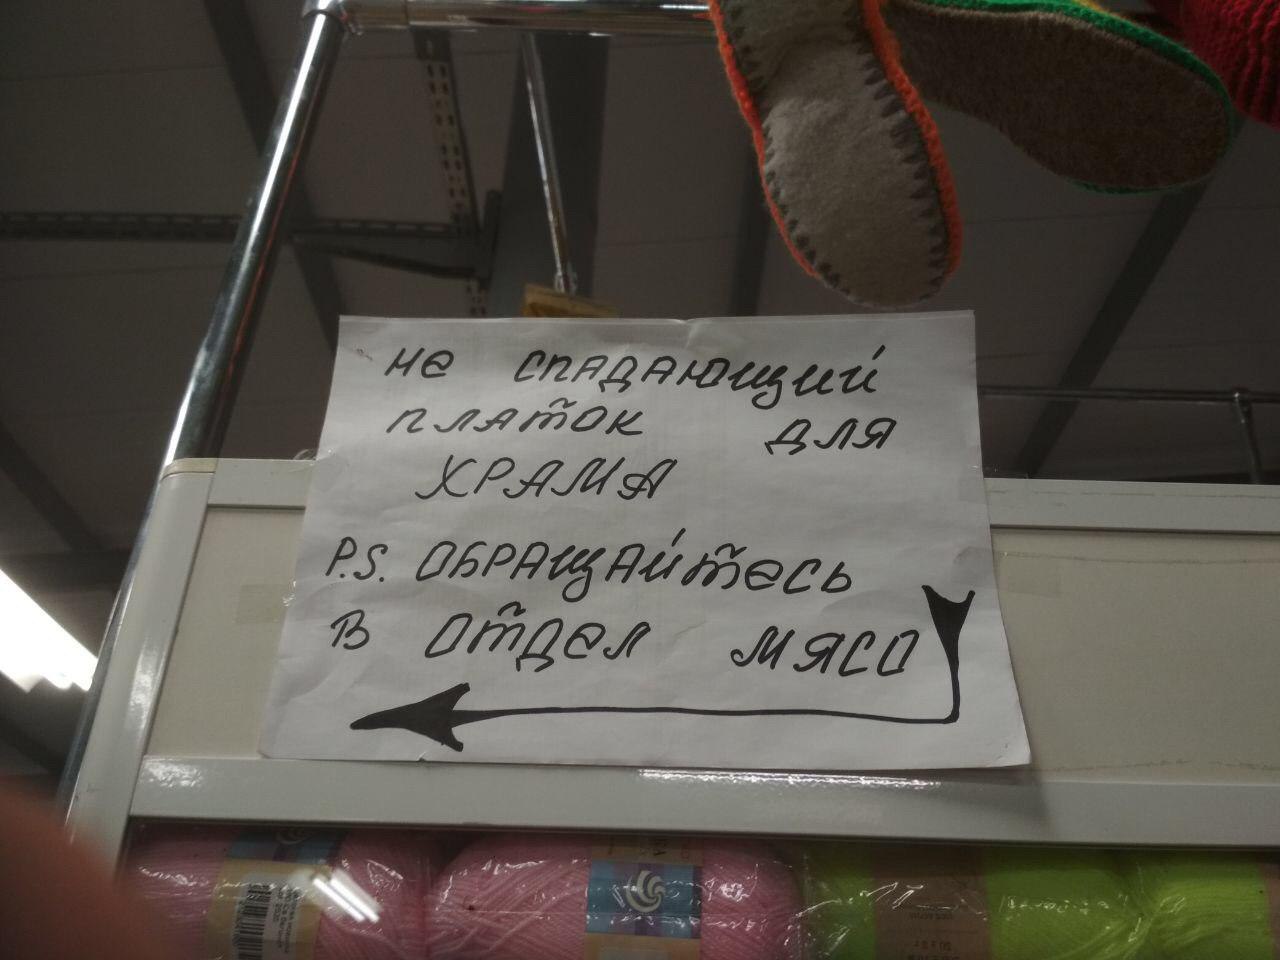 не спадающий
платок для
храма
P.S. обращайтесь
в отдел мясо